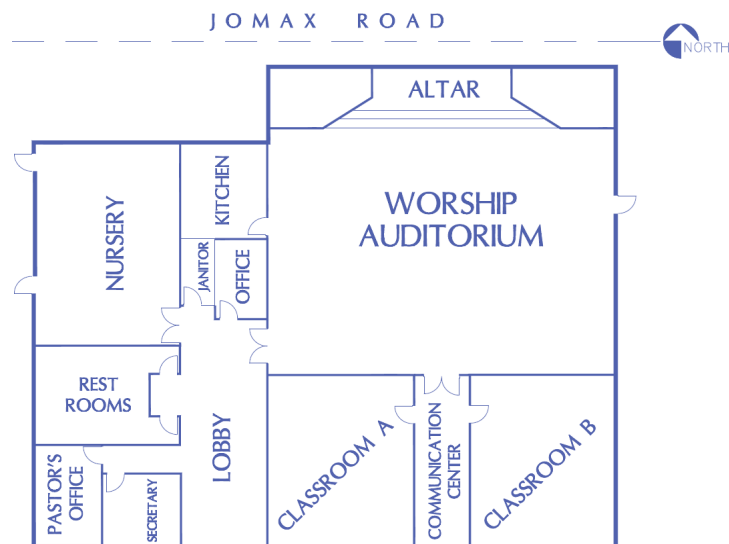 JOMAX ROAD
NORTH
ALTAR
WORSHIP
AUDITORIUM
KITCHEN
NURSERY
JANITOR
OFFICE
REST
ROOMS
LOBBY
CLASSROOM A
COMMUNICATION
CENTER
CLASSROOM B
PASTOR'S
OFFICE
SECRETARY